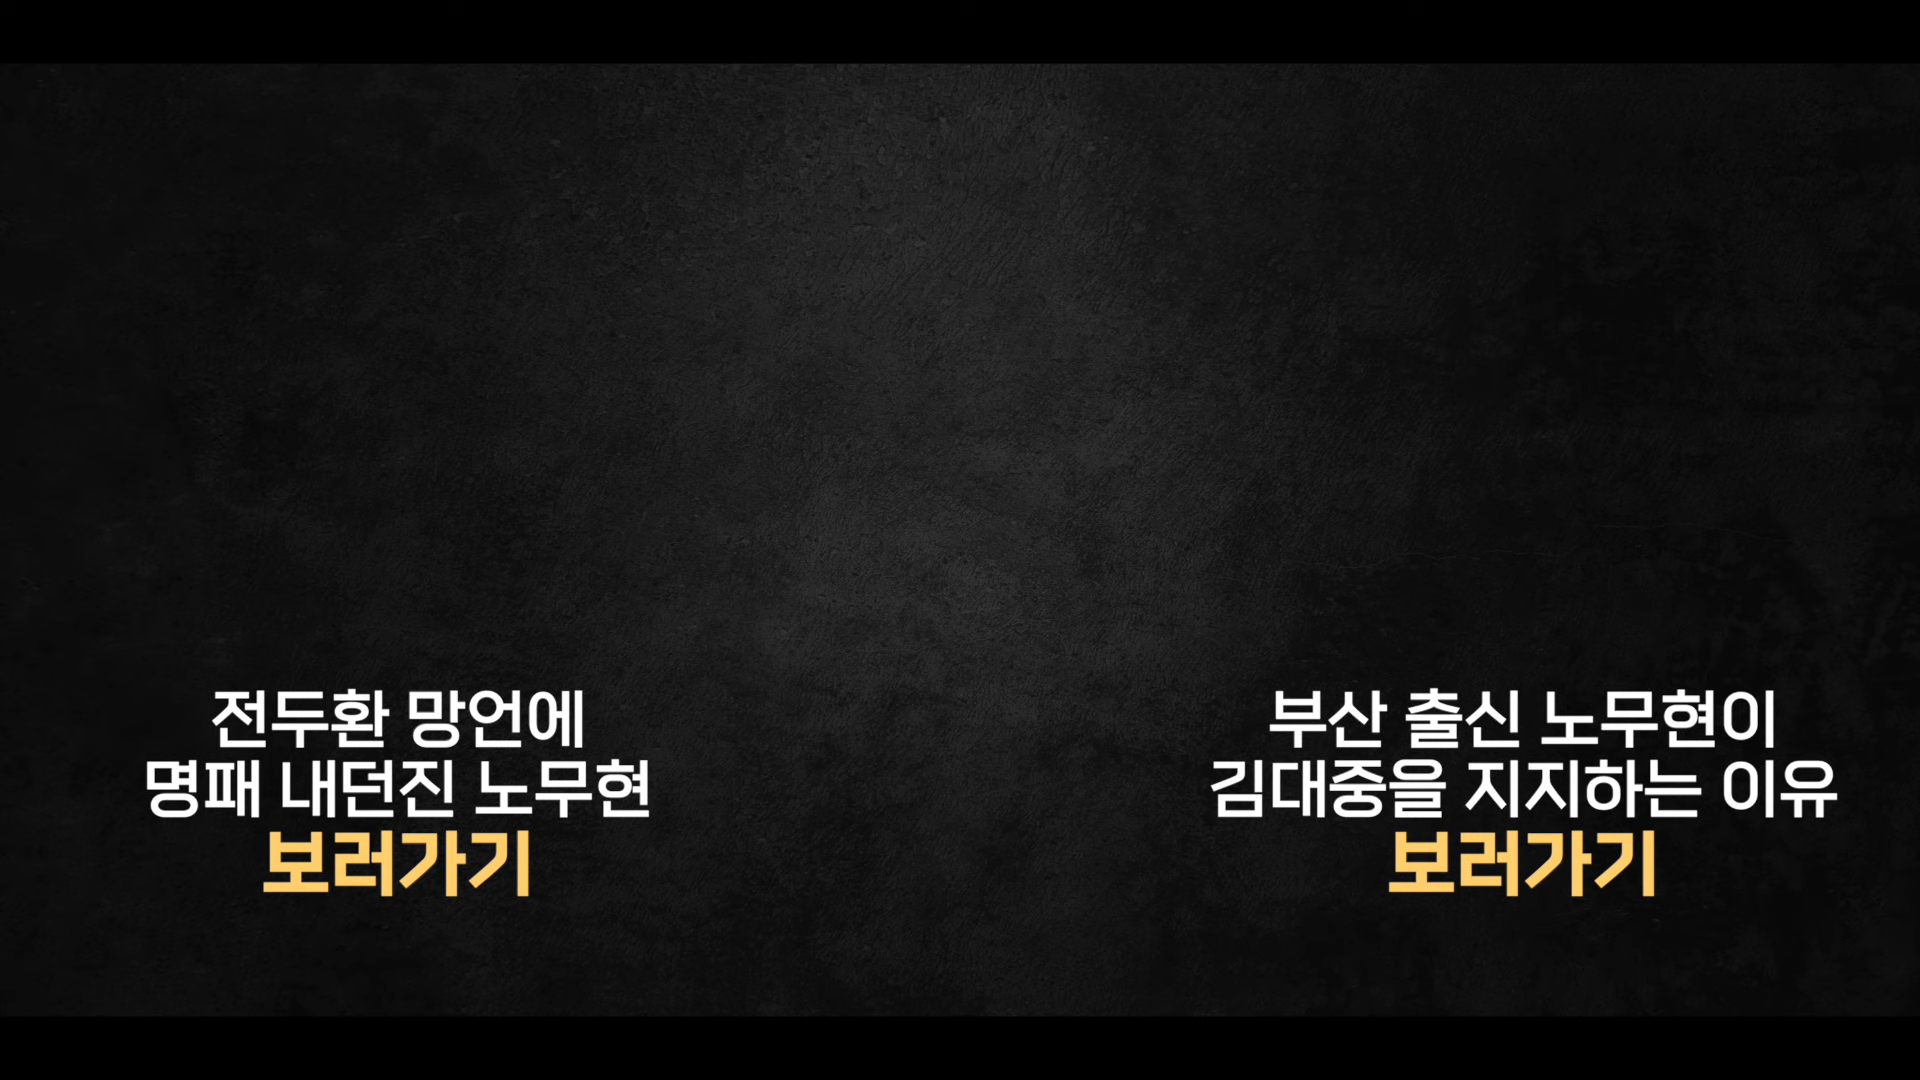 전두환 망언에
명패 내던진 노무현
보러가기
부산 출신 노무현이
김대중을 지지하는 이유
보러가기